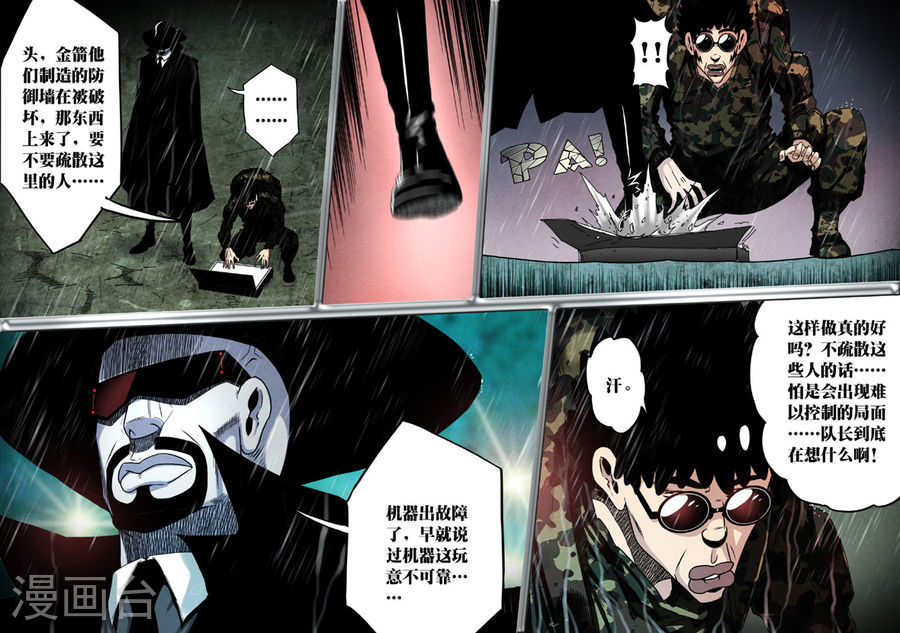 头，金箭他
们制造的防
御墙在被破
坏，那东西
上来了，要
不要疏散这
里的人……
……
……
!!
PA!
机器出故障
了，早就说
过机器这玩
意不可靠…
……
汗。
这样做真的好
吗？不疏散这
些人的话……
怕是会出现难
以控制的局面
……队长到底
在想什么啊！
漫画台